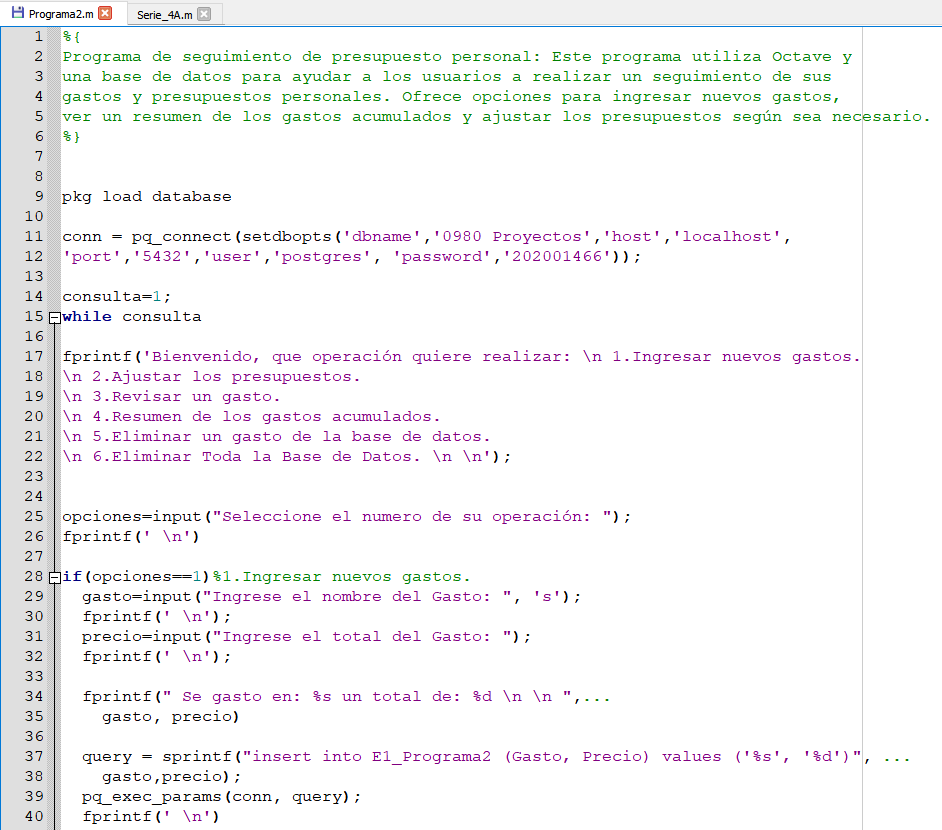 Programa2.m
Serie_4A.m
1 %{
2 Programa de seguimiento de presupuesto personal: Este programa utiliza Octave y
3 una base de datos para ayudar a los usuarios a realizar un seguimiento de sus
4 gastos y presupuestos personales. Ofrece opciones para ingresar nuevos gastos,
5 ver un resumen de los gastos acumulados y ajustar los presupuestos según sea necesario.
6 %}
7
8
9 pkg load database
10
11 conn = pq_connect(setdbopts('dbname','0980 Proyectos','host','localhost',
12 'port','5432','user','postgres', 'password','202001466'));
13
14 consulta=1;
15 while consulta
16
17 fprintf('Bienvenido, que operación quiere realizar: \n 1.Ingresar nuevos gastos.
18 \n 2.Ajustar los presupuestos.
19 \n 3.Revisar un gasto.
20 \n 4.Resumen de los gastos acumulados.
21 \n 5.Eliminar un gasto de la base de datos.
22 \n 6.Eliminar Toda la Base de Datos. \n \n');
23
24
25 opciones=input("Seleccione el numero de su operación: ");
26 fprintf(' \n')
27
28 if(opciones==1)%1.Ingresar nuevos gastos.
29 gasto=input("Ingrese el nombre del Gasto: ", 's');
30 fprintf(' \n');
31 precio=input("Ingrese el total del Gasto: ");
32 fprintf(' \n');
33
34 fprintf(" Se gasto en: %s un total de: %d \n \n ",...
35 gasto, precio)
36
37 query = sprintf("insert into E1_Programa2 (Gasto, Precio) values ('%s', '%d')", ...
38 gasto,precio);
39 pq_exec_params(conn, query);
40 fprintf(' \n')